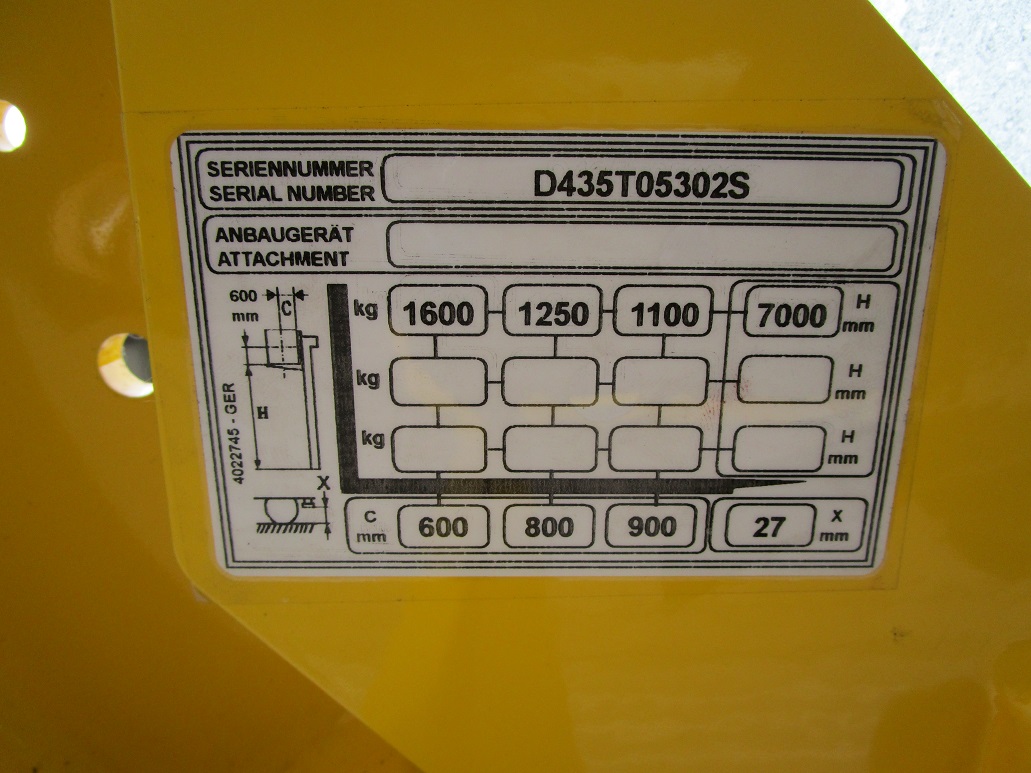 SERIENNUMMER
SERIAL NUMBER
D435T05302S
ANBAUGERÄT
ATTACHMENT
600 mm C
kg 1600 1250 1100 7000 H mm
kg H mm
kg H mm
H
4022745 - GER
X
C mm 600 800 900 27 X mm